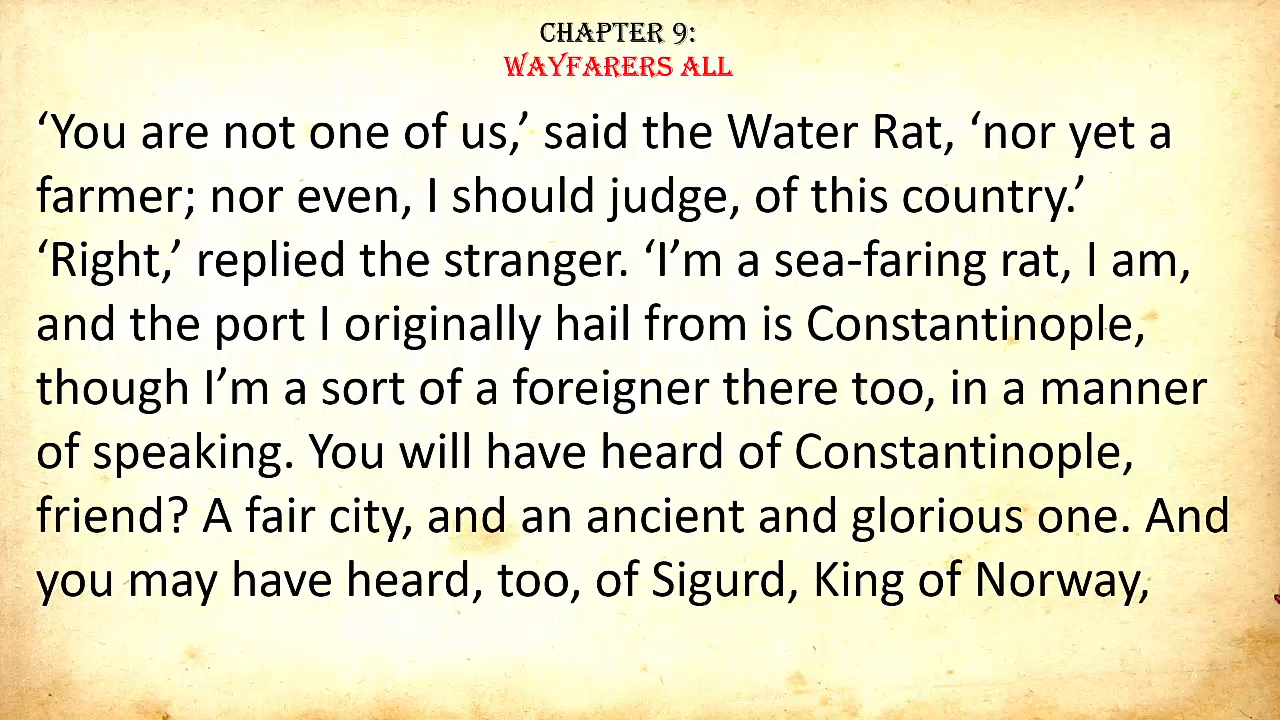 CHAPTER 9:
WAYFARERS ALL
‘You are not one of us,’ said the Water Rat, ‘nor yet a
farmer; nor even, I should judge, of this country.’
‘Right,’ replied the stranger. ‘I’m a sea-faring rat, I am,
and the port I originally hail from is Constantinople,
though I’m a sort of a foreigner there too, in a manner
of speaking. You will have heard of Constantinople,
friend? A fair city, and an ancient and glorious one. And
you may have heard, too, of Sigurd, King of Norway,